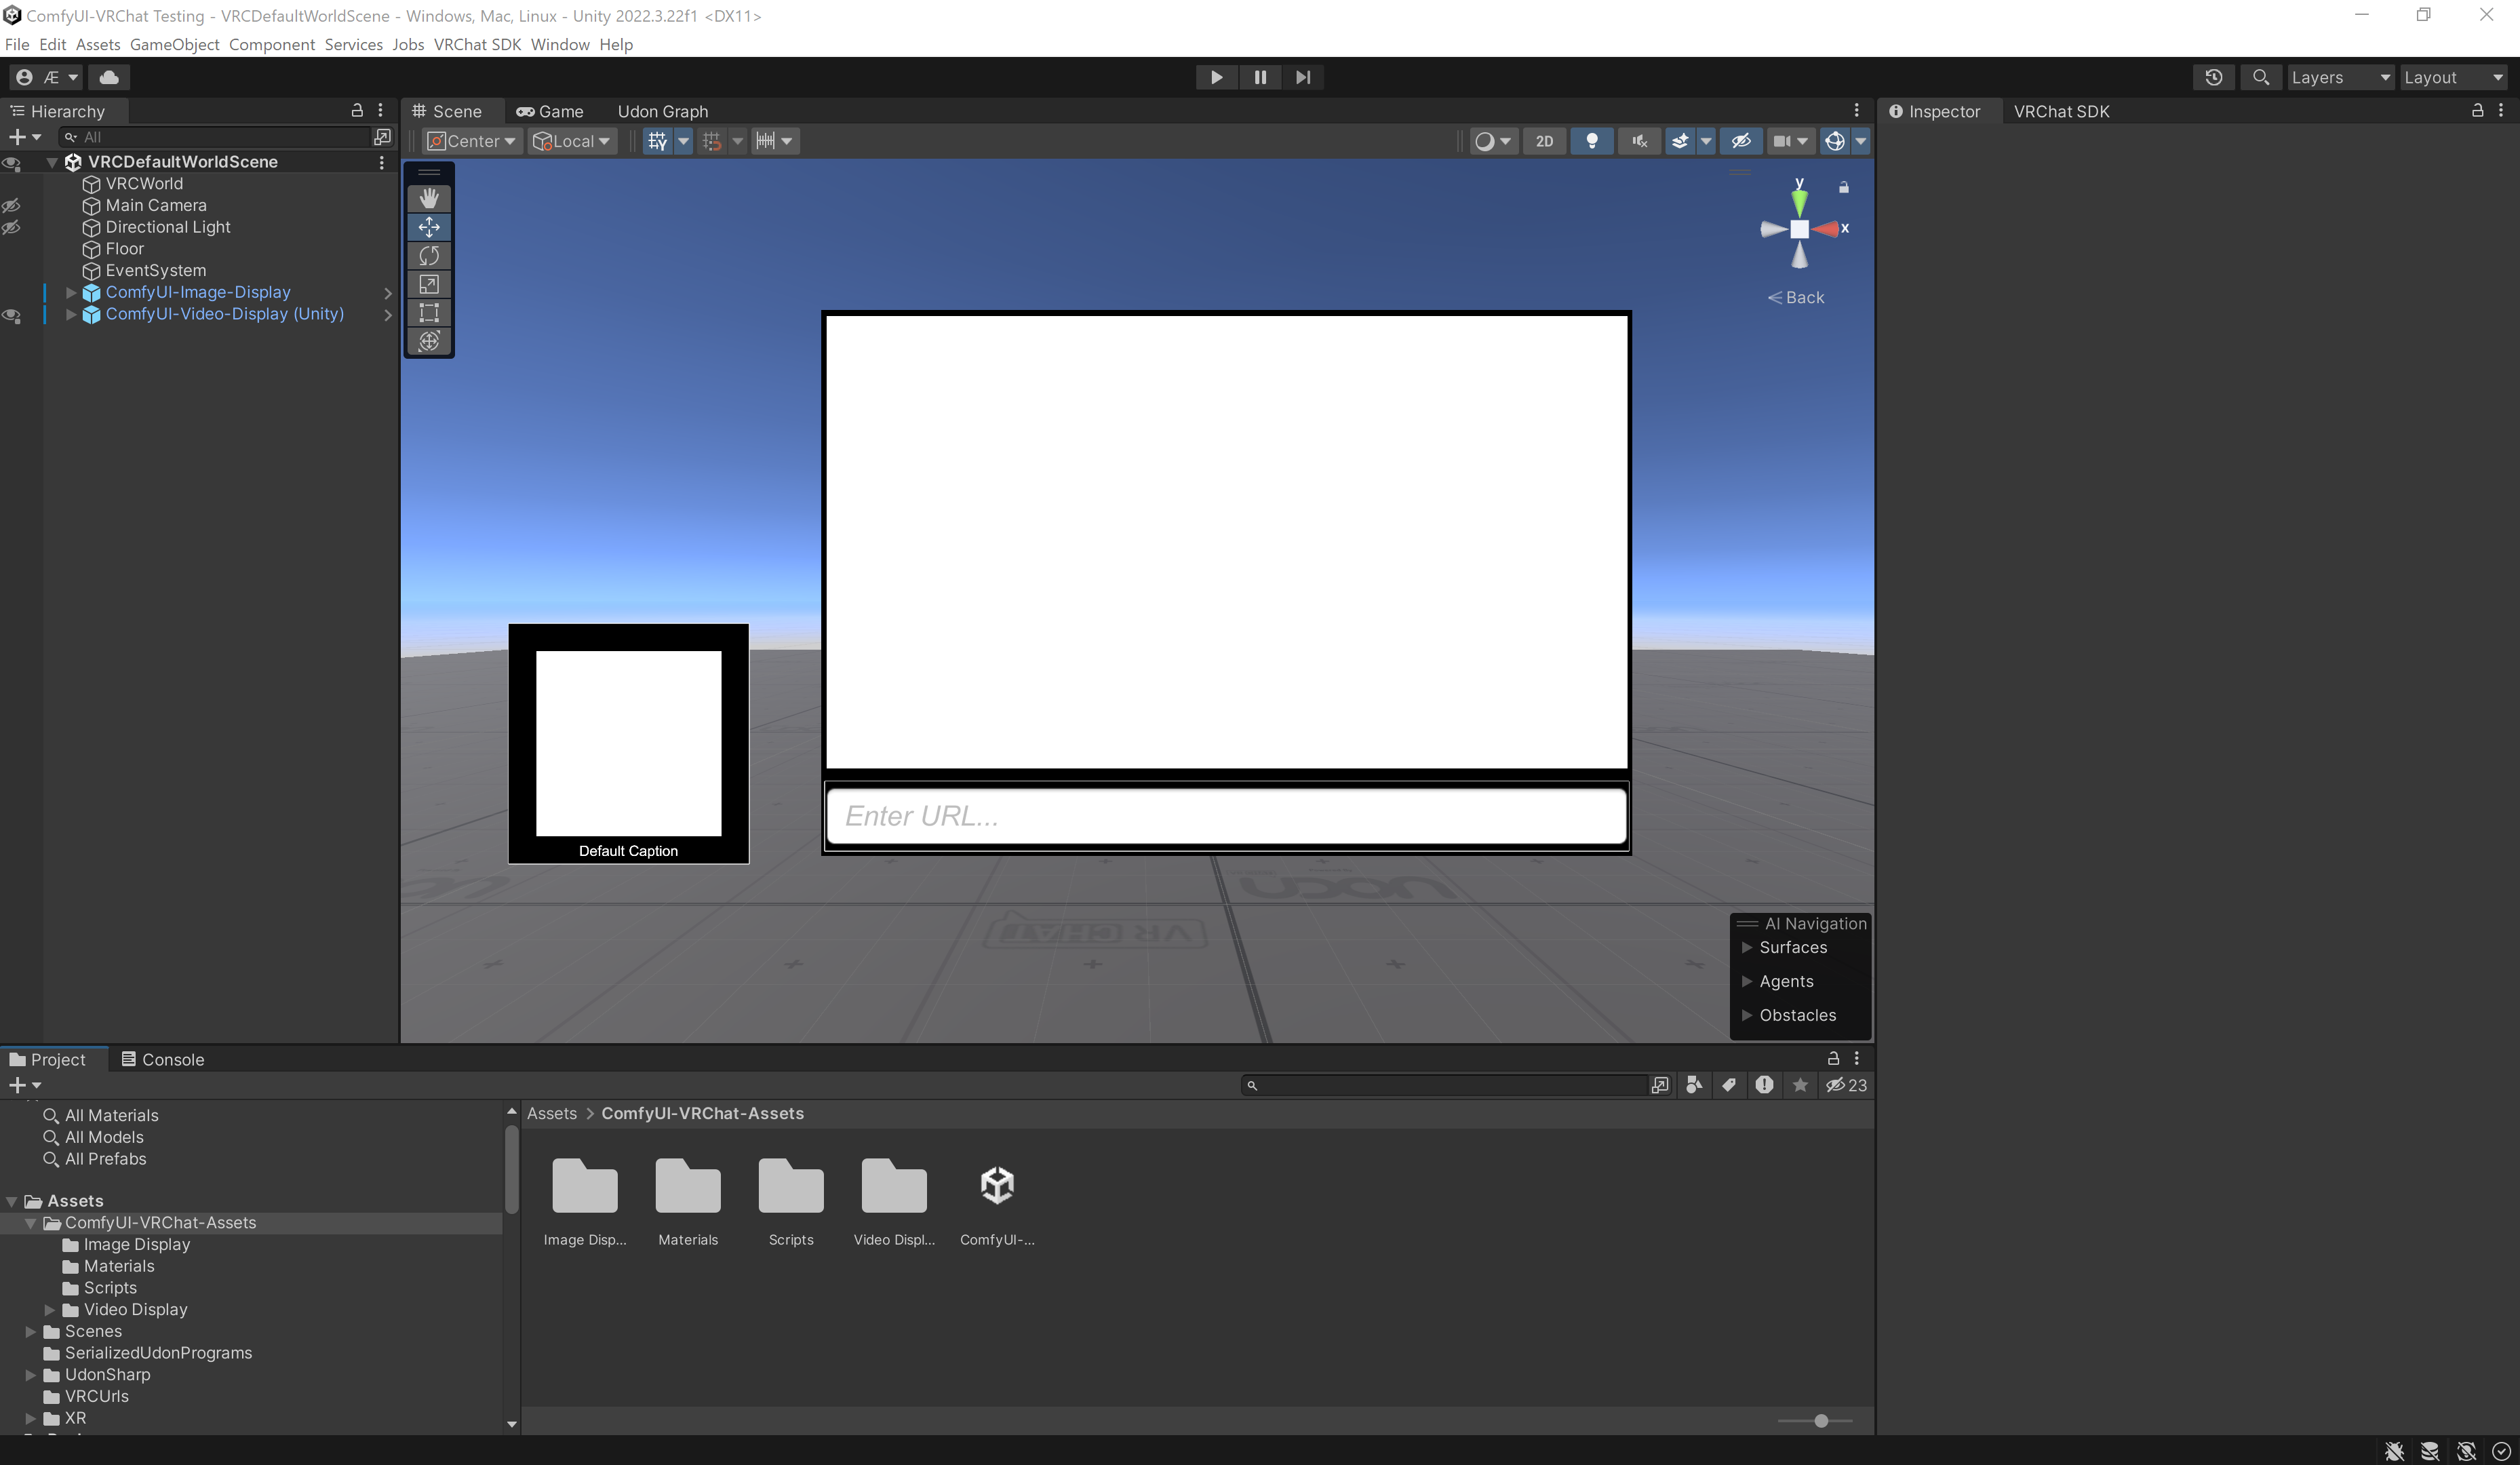 ComfyUI-VRChat Testing - VRCDefaultWorldScene - Windows, Mac, Linux - Unity 2022.3.22f1 <DX11>
File Edit Assets GameObject Component Services Jobs VRChat SDK Window Help
Æ
Layers
Layout
Hierarchy
Scene
Game
Udon Graph
Inspector
VRChat SDK
All
Center
Local
2D
VRCDefaultWorldScene
VRCWorld
Main Camera
Directional Light
Floor
EventSystem
ComfyUI-Image-Display
ComfyUI-Video-Display (Unity)
y
x
Back
Enter URL...
Default Caption
VRCHAT
AI Navigation
Surfaces
Agents
Obstacles
Project
Console
23
All Materials
All Models
All Prefabs
Assets
ComfyUI-VRChat-Assets
Image Display
Materials
Scripts
Video Display
Scenes
SerializedUdonPrograms
UdonSharp
VRCUrls
XR
Assets > ComfyUI-VRChat-Assets
Image Disp...
Materials
Scripts
Video Displ...
ComfyUI-...